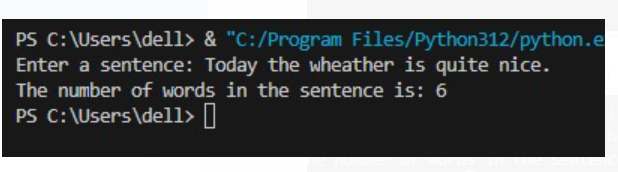 PS C:\Users\dell> & "C:/Program Files/Python312/python.e
Enter a sentence: Today the wheather is quite nice.
The number of words in the sentence is: 6
PS C:\Users\dell>